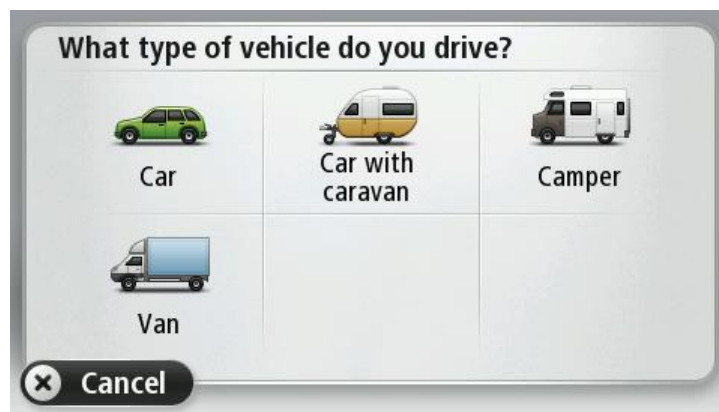 What type of vehicle do you drive?
Car
Car with
caravan
Camper
Van
Cancel